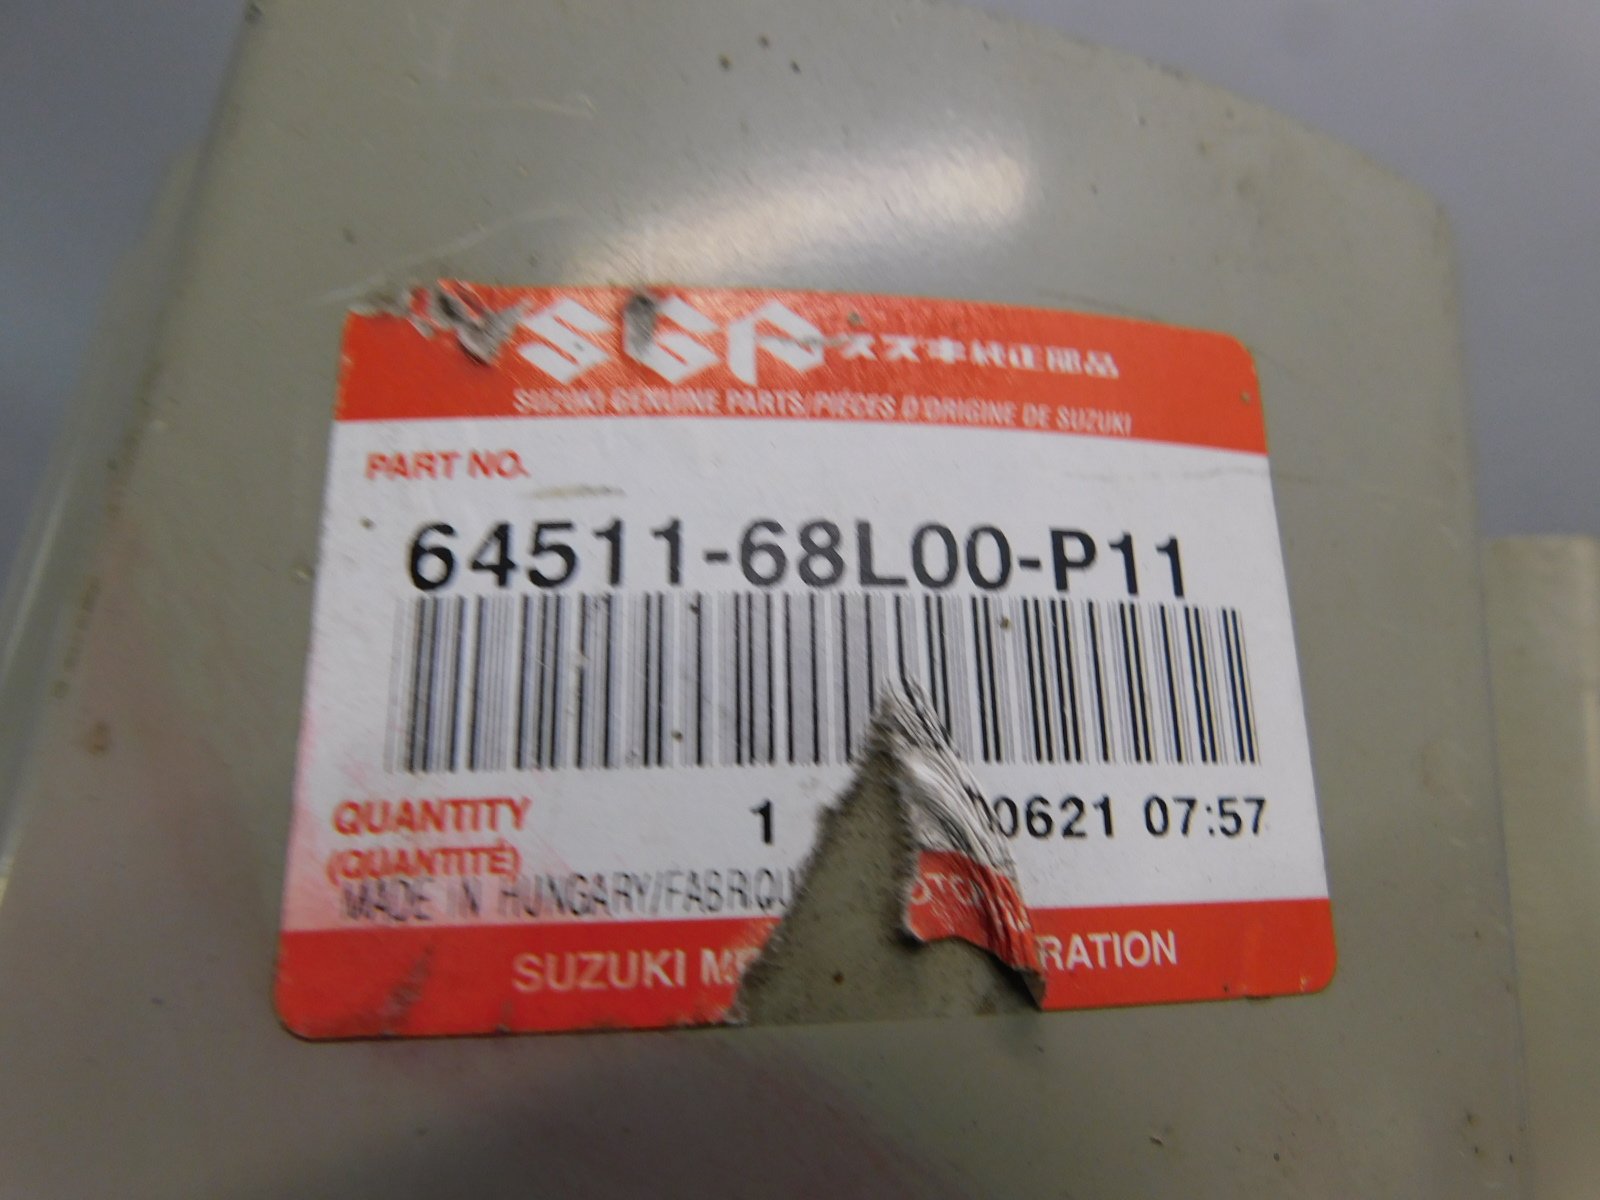 SGP スズキ純正部品
SUZUKI GENUINE PARTS/PIÈCES D'ORIGINE DE SUZUKI
PART NO.
64511-68L00-P11
QUANTITY 1 0621 07:57
(QUANTITÉ)
MADE IN HUNGARY/FABRIQU
SUZUKI M RATION